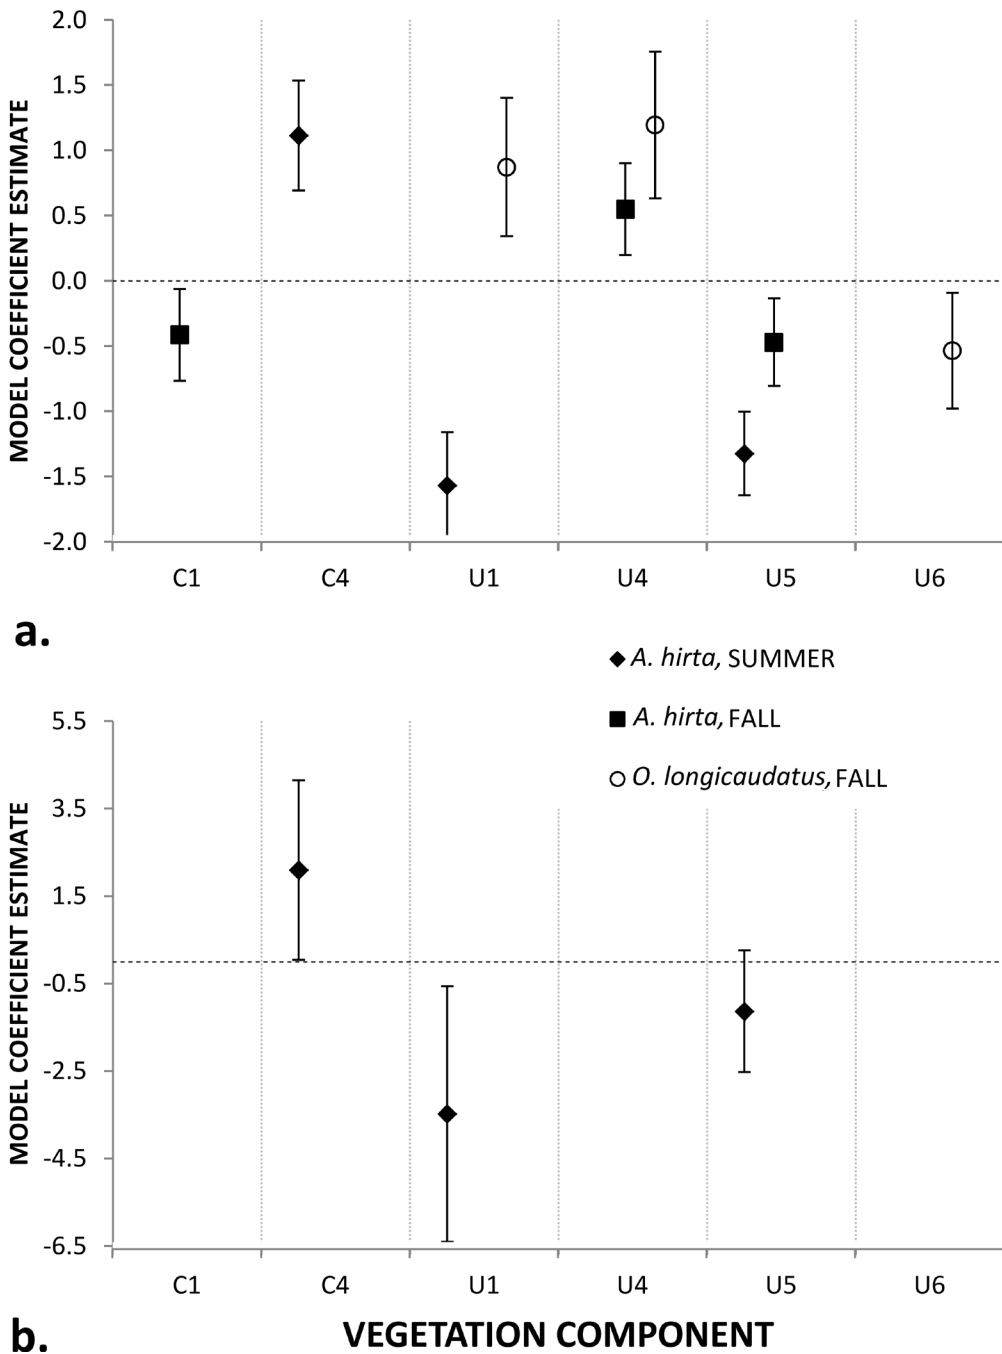 MODEL COEFFICIENT ESTIMATE
2.0
1.5
1.0
0.5
0.0
-0.5
-1.0
-1.5
-2.0
C1 C4 U1 U4 U5 U6
a.
A. hirta, SUMMER
A. hirta, FALL
O. longicaudatus, FALL
MODEL COEFFICIENT ESTIMATE
5.5
3.5
1.5
-0.5
-2.5
-4.5
-6.5
C1 C4 U1 U4 U5 U6
b.
VEGETATION COMPONENT